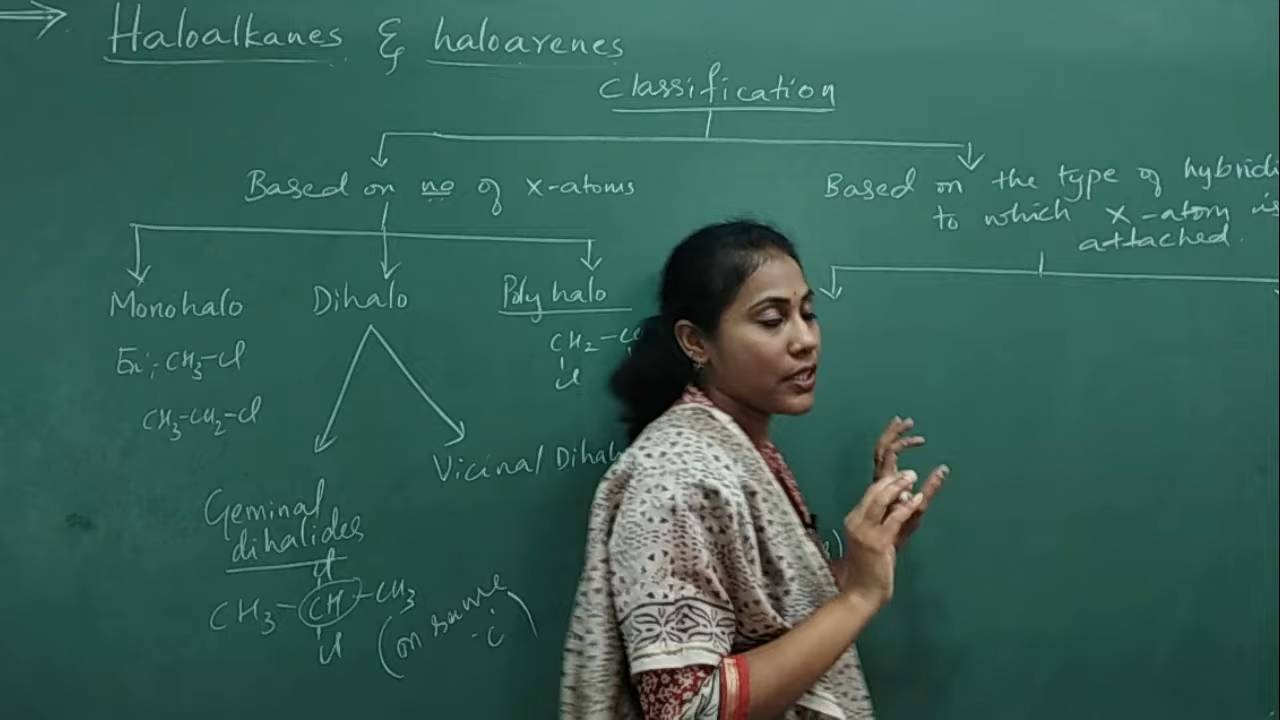 Haloalkanes & haloarenes
Classification
Based on no of X-atoms
Based on the type of hybridi
to which X-atom is
attached.
Monohalo
Dihalo
Polyhalo
Ex:, CH3-Cl
CH3-CH2-Cl
CH2-
Cl
Vicinal Dihal
Geminal
dihalides
Cl
CH3-CH-CH3
Cl
(on same
-C)